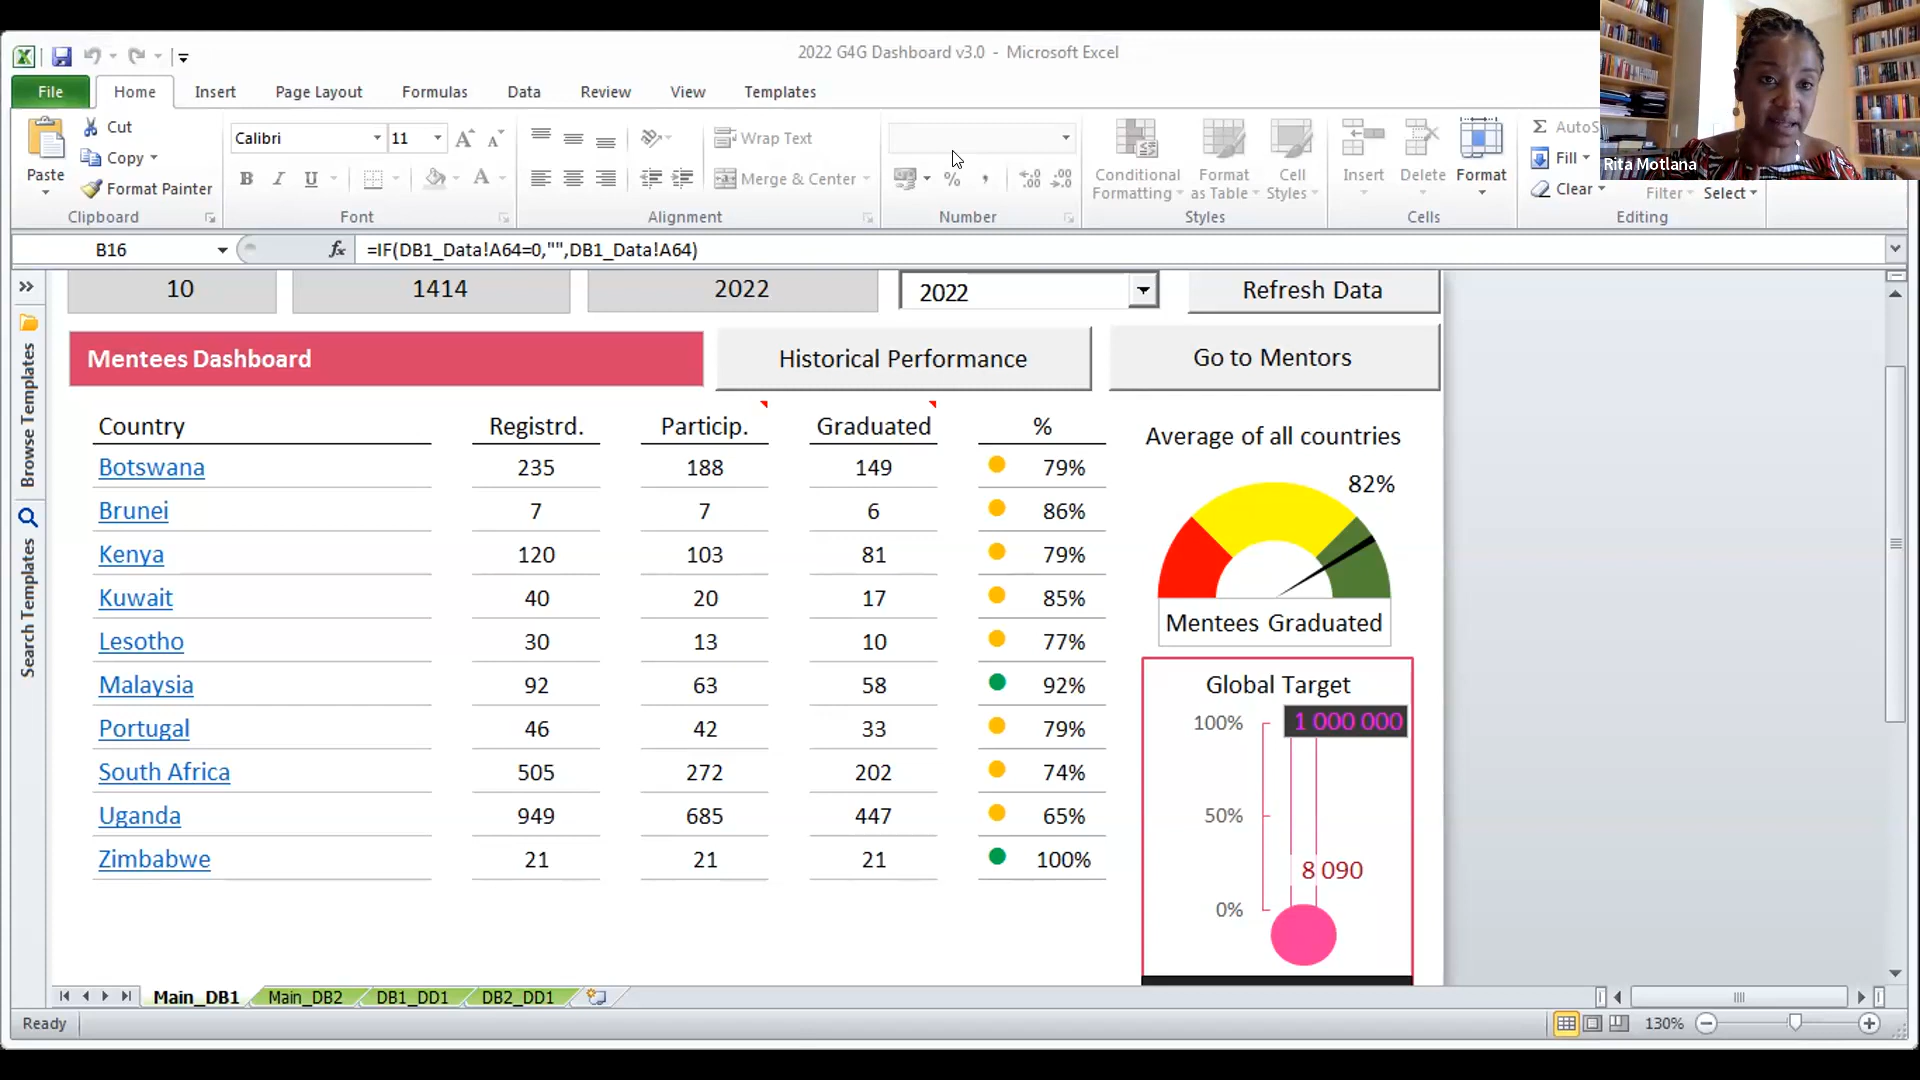 2022 G4G Dashboard v3.0 - Microsoft Excel
File Home Insert Page Layout Formulas Data Review View Templates
Paste
Cut
Copy
Format Painter
Clipboard
Calibri 11
B I U A
Font
Wrap Text
Merge & Center
Alignment
% ,
Number
Conditional Formatting
Format as Table
Cell Styles
Styles
Insert Delete Format
Cells
Σ AutoS
Fill
Clear
Filter Select
Editing
Rita Motlana
B16 fx =IF(DB1_Data!A64=0,"",DB1_Data!A64)
Browse Templates
Search Templates
10 1414 2022 2022 Refresh Data
Mentees Dashboard Historical Performance Go to Mentors
Country Registrd. Particip. Graduated %
Botswana 235 188 149 79%
Brunei 7 7 6 86%
Kenya 120 103 81 79%
Kuwait 40 20 17 85%
Lesotho 30 13 10 77%
Malaysia 92 63 58 92%
Portugal 46 42 33 79%
South Africa 505 272 202 74%
Uganda 949 685 447 65%
Zimbabwe 21 21 21 100%
Average of all countries
82%
Mentees Graduated
Global Target
100% 1 000 000
50%
8 090
0%
Main_DB1 Main_DB2 DB1_DD1 DB2_DD1
Ready 130%